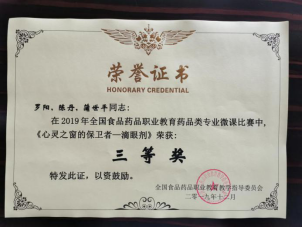 荣誉证书
HONORARY CREDENTIAL
罗阳、陈丹、蒲世平同志：
在2019年全国食品药品职业教育药品类专业微课比赛中，
《心灵之窗的保卫者—滴眼剂》荣获：
三等奖
特发此证，以资鼓励。
全国食品药品职业教育教学指导委员会
二零一九年十二月